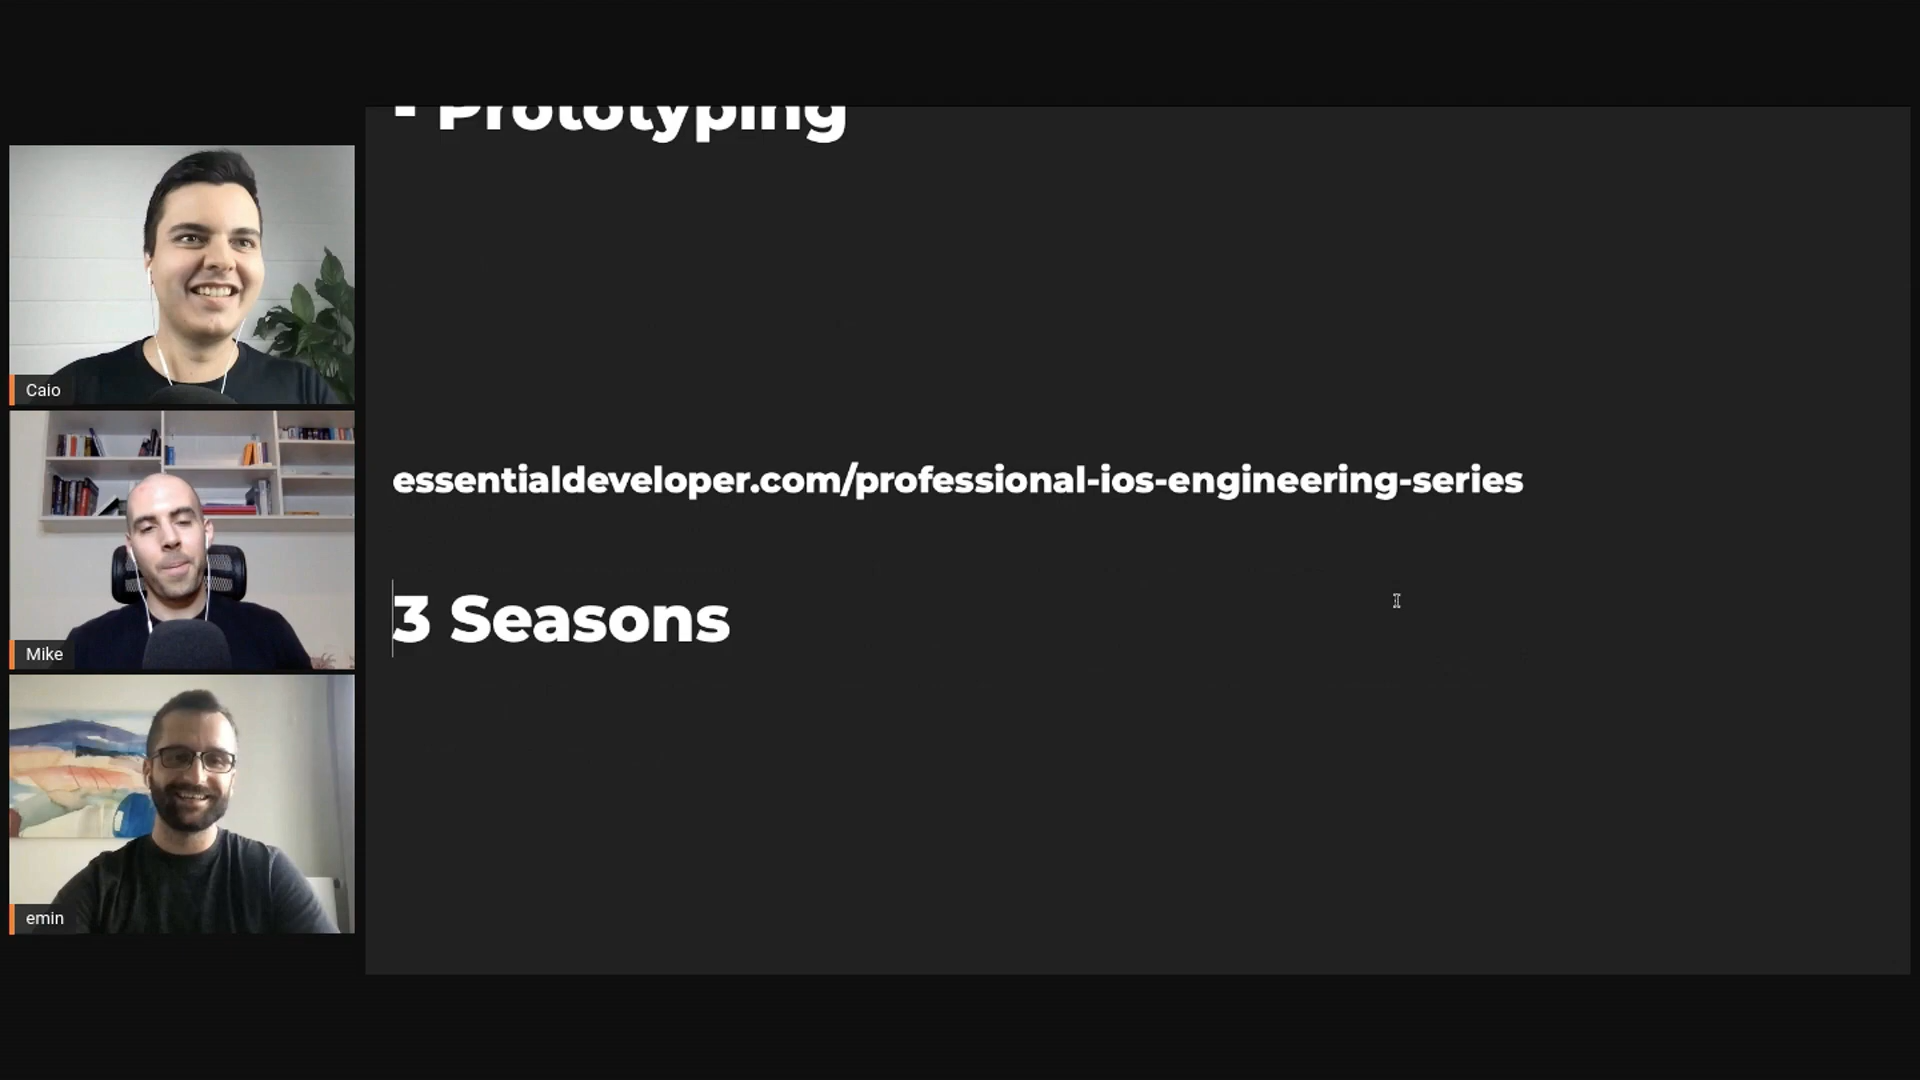 - Prototyping
essentialdeveloper.com/professional-ios-engineering-series
3 Seasons
Caio
Mike
emin